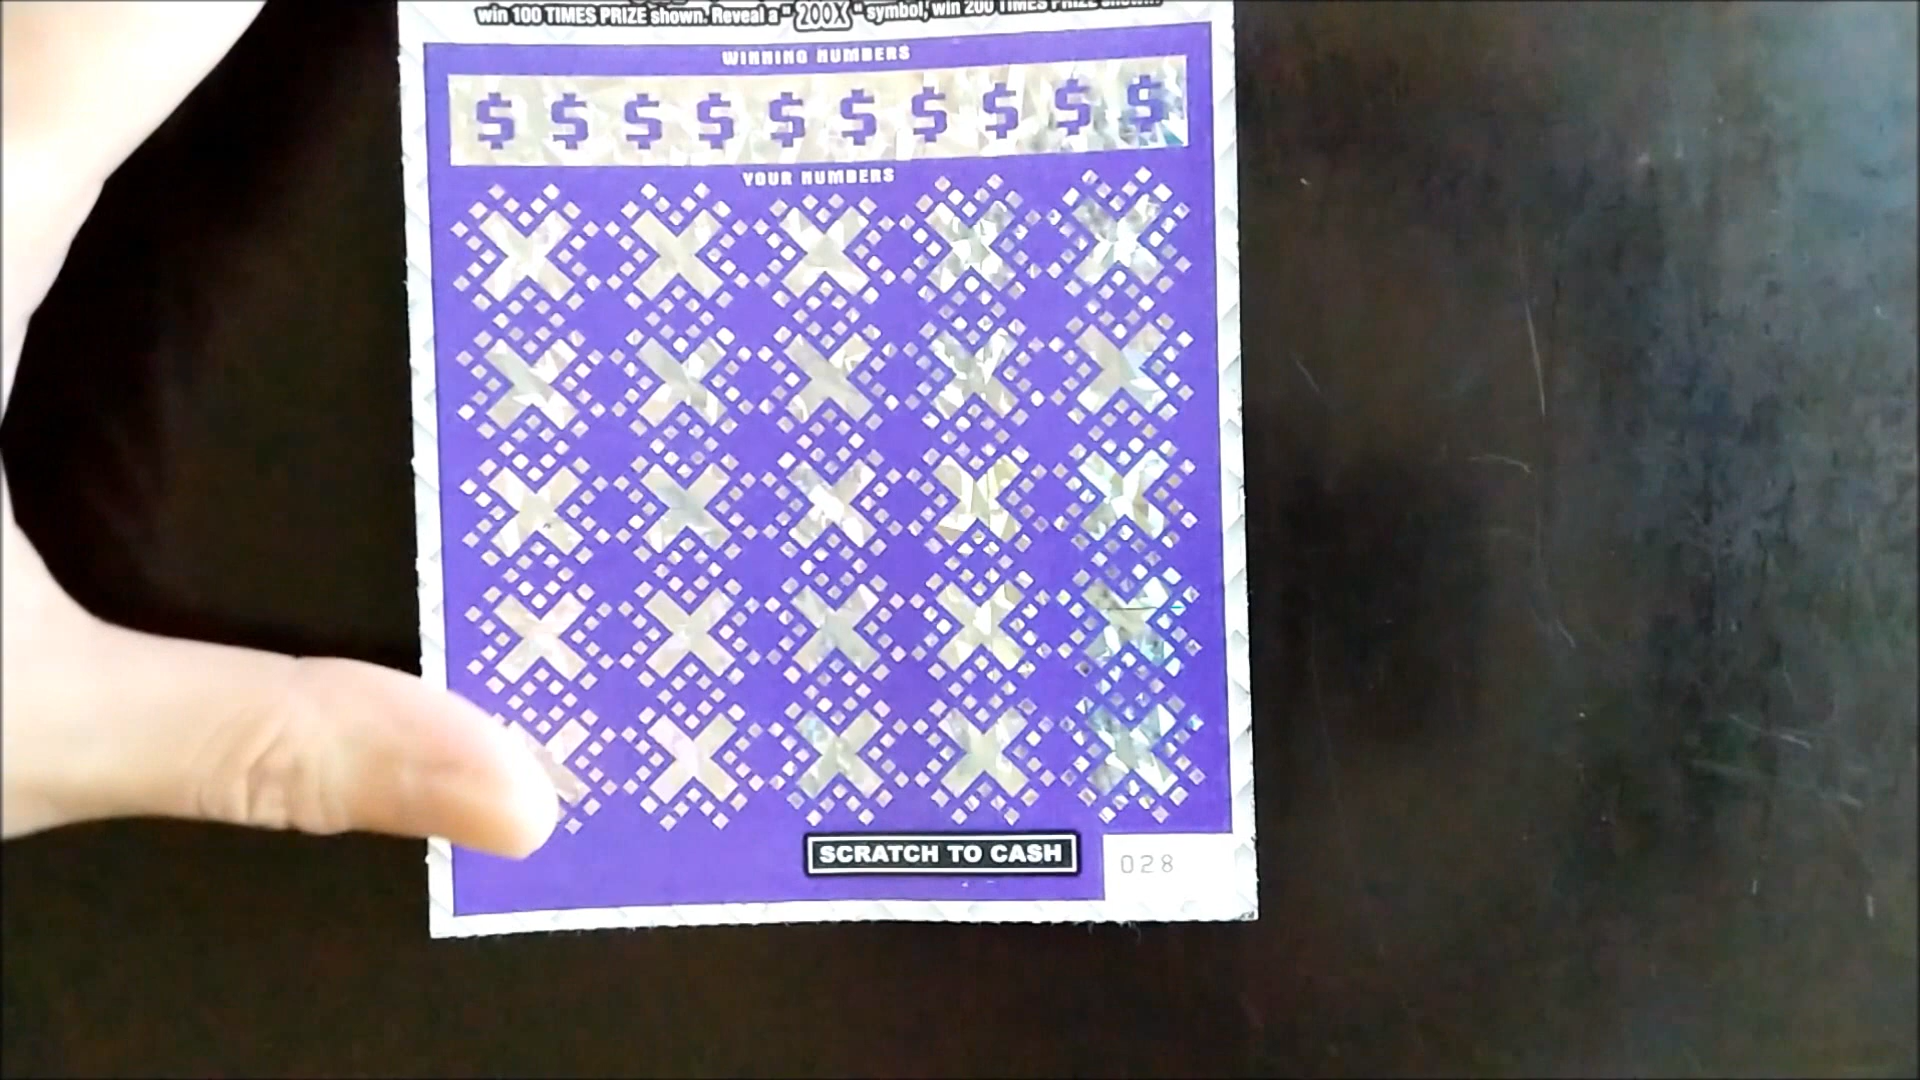 win 100 TIMES PRIZE shown. Reveal a "200X" symbol, win 200 TIMES PRIZE shown.
WINNING NUMBERS
$ $ $ $ $ $ $ $ $ $
YOUR NUMBERS
SCRATCH TO CASH
028